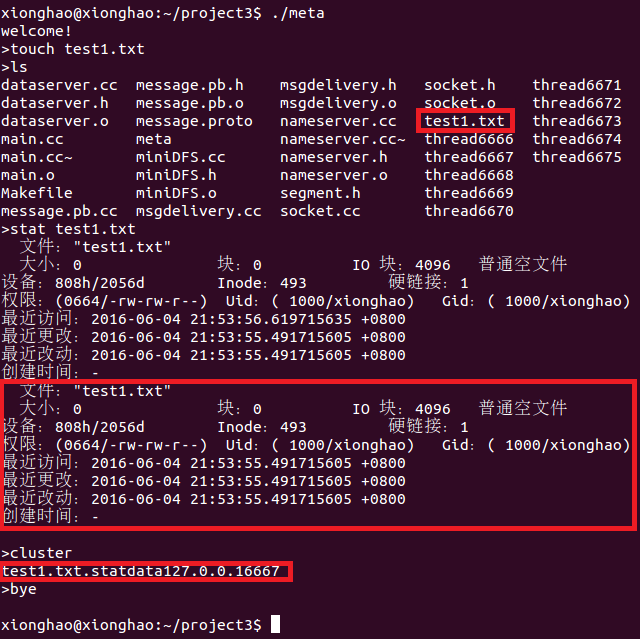 xionghao@xionghao:~/project3$ ./meta
welcome!
>touch test1.txt
>ls
dataserver.cc message.pb.h msgdelivery.h socket.h thread6671
dataserver.h message.pb.o msgdelivery.o socket.o thread6672
dataserver.o message.proto nameserver.cc test1.txt thread6673
main.cc meta nameserver.cc~ thread6666 thread6674
main.cc~ miniDFS.cc nameserver.h thread6667 thread6675
main.o miniDFS.h nameserver.o thread6668
Makefile miniDFS.o segment.h thread6669
message.pb.cc msgdelivery.cc socket.cc thread6670
>stat test1.txt
文件："test1.txt"
大小：0 块：0 IO 块：4096 普通空文件
设备：808h/2056d Inode：493 硬链接：1
权限：(0664/-rw-rw-r--) Uid：( 1000/xionghao) Gid：( 1000/xionghao)
最近访问：2016-06-04 21:53:56.619715635 +0800
最近更改：2016-06-04 21:53:55.491715605 +0800
最近改动：2016-06-04 21:53:55.491715605 +0800
创建时间：-
文件："test1.txt"
大小：0 块：0 IO 块：4096 普通空文件
设备：808h/2056d Inode：493 硬链接：1
权限：(0664/-rw-rw-r--) Uid：( 1000/xionghao) Gid：( 1000/xionghao)
最近访问：2016-06-04 21:53:55.491715605 +0800
最近更改：2016-06-04 21:53:55.491715605 +0800
最近改动：2016-06-04 21:53:55.491715605 +0800
创建时间：-
>cluster
test1.txt.statdata127.0.0.16667
>bye
xionghao@xionghao:~/project3$